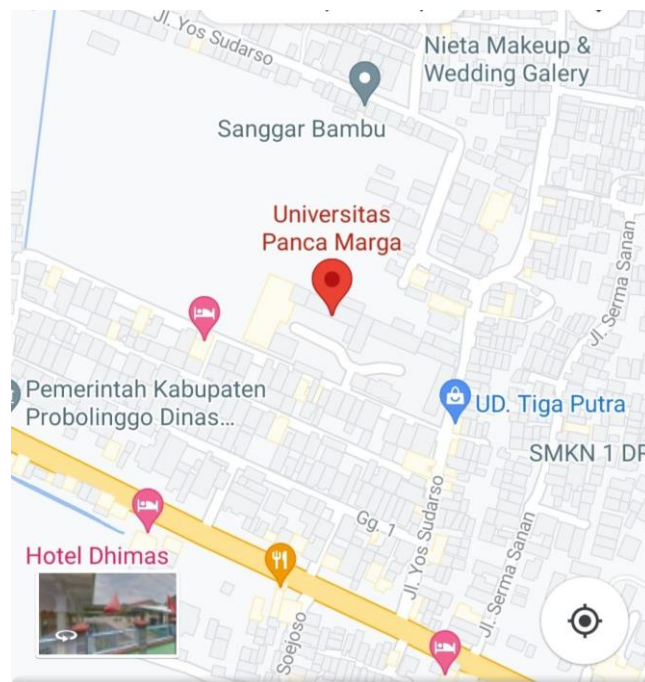 Jl. Yos Sudarso
Nieta Makeup &
Wedding Galery
Sanggar Bambu
Universitas
Panca Marga
Jl. Serma Sanan
Pemerintah Kabupaten
Probolinggo Dinas...
UD. Tiga Putra
SMKN 1 DR
Gg. 1
Jl. Yos Sudarso
Jl. Serma Sanan
Hotel Dhimas
Soejoso